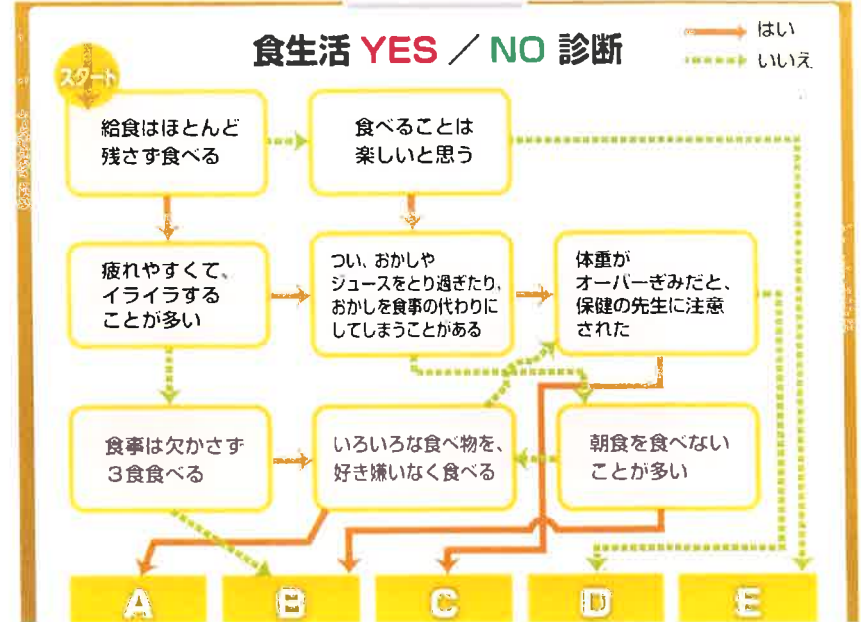 食生活 YES / NO 診断
はい
いいえ
スタート
給食はほとんど
残さず食べる
食べることは
楽しいと思う
疲れやすくて、
イライラする
ことが多い
つい、おかしや
ジュースをとり過ぎたり、
おかしを食事の代わりに
してしまうことがある
体重が
オーバーぎみだと、
保健の先生に注意
された
食事は欠かさず
3食食べる
いろいろな食べ物を、
好き嫌いなく食べる
朝食を食べない
ことが多い
A
B
C
D
E